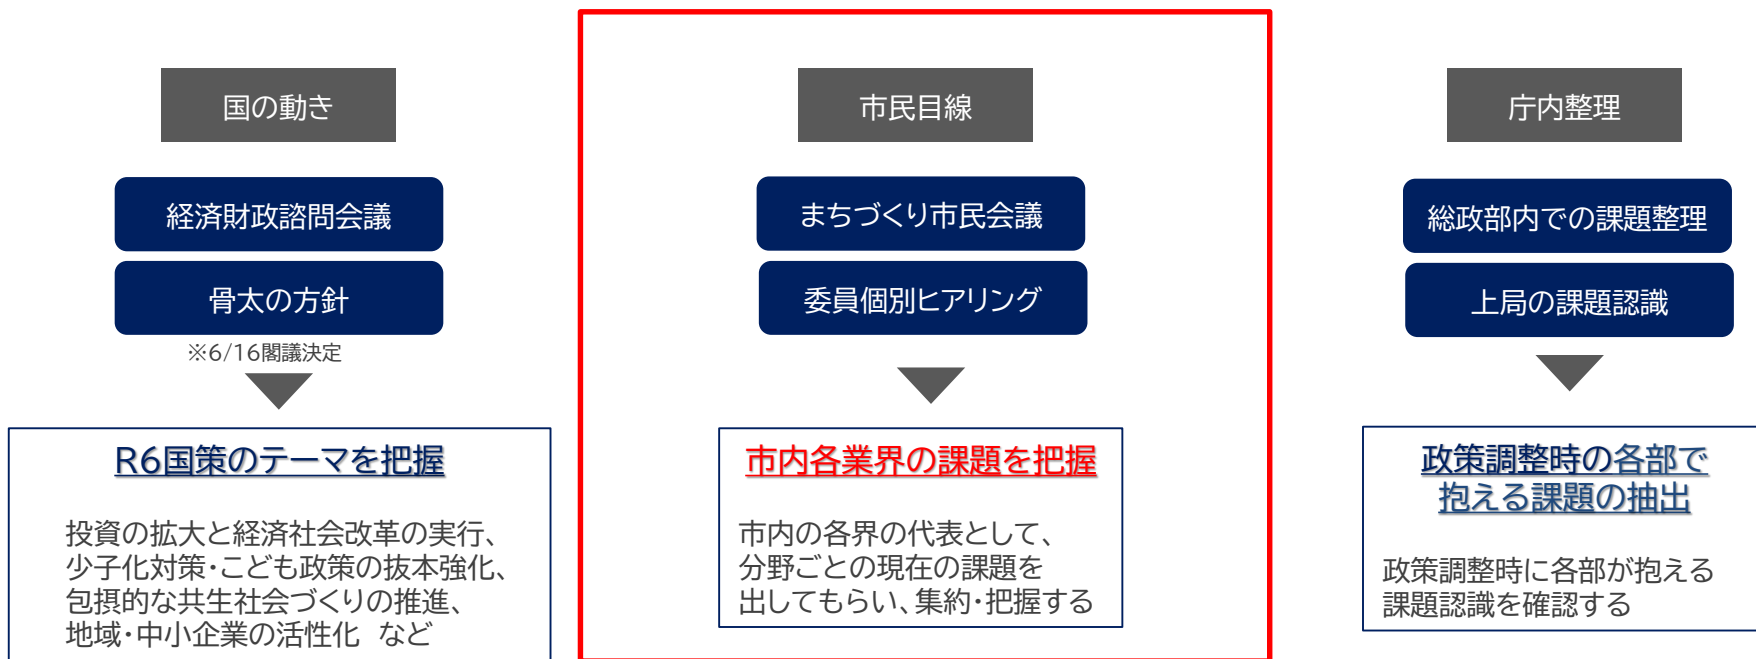 国の動き
経済財政諮問会議
骨太の方針
※6/16閣議決定
R6国策のテーマを把握
投資の拡大と経済社会改革の実行、
少子化対策・こども政策の抜本強化、
包摂的な共生社会づくりの推進、
地域・中小企業の活性化　など
市民目線
まちづくり市民会議
委員個別ヒアリング
市内各業界の課題を把握
市内の各界の代表として、
分野ごとの現在の課題を
出してもらい、集約・把握する
庁内整理
総政部内での課題整理
上局の課題認識
政策調整時の各部で
抱える課題の抽出
政策調整時に各部が抱える
課題認識を確認する